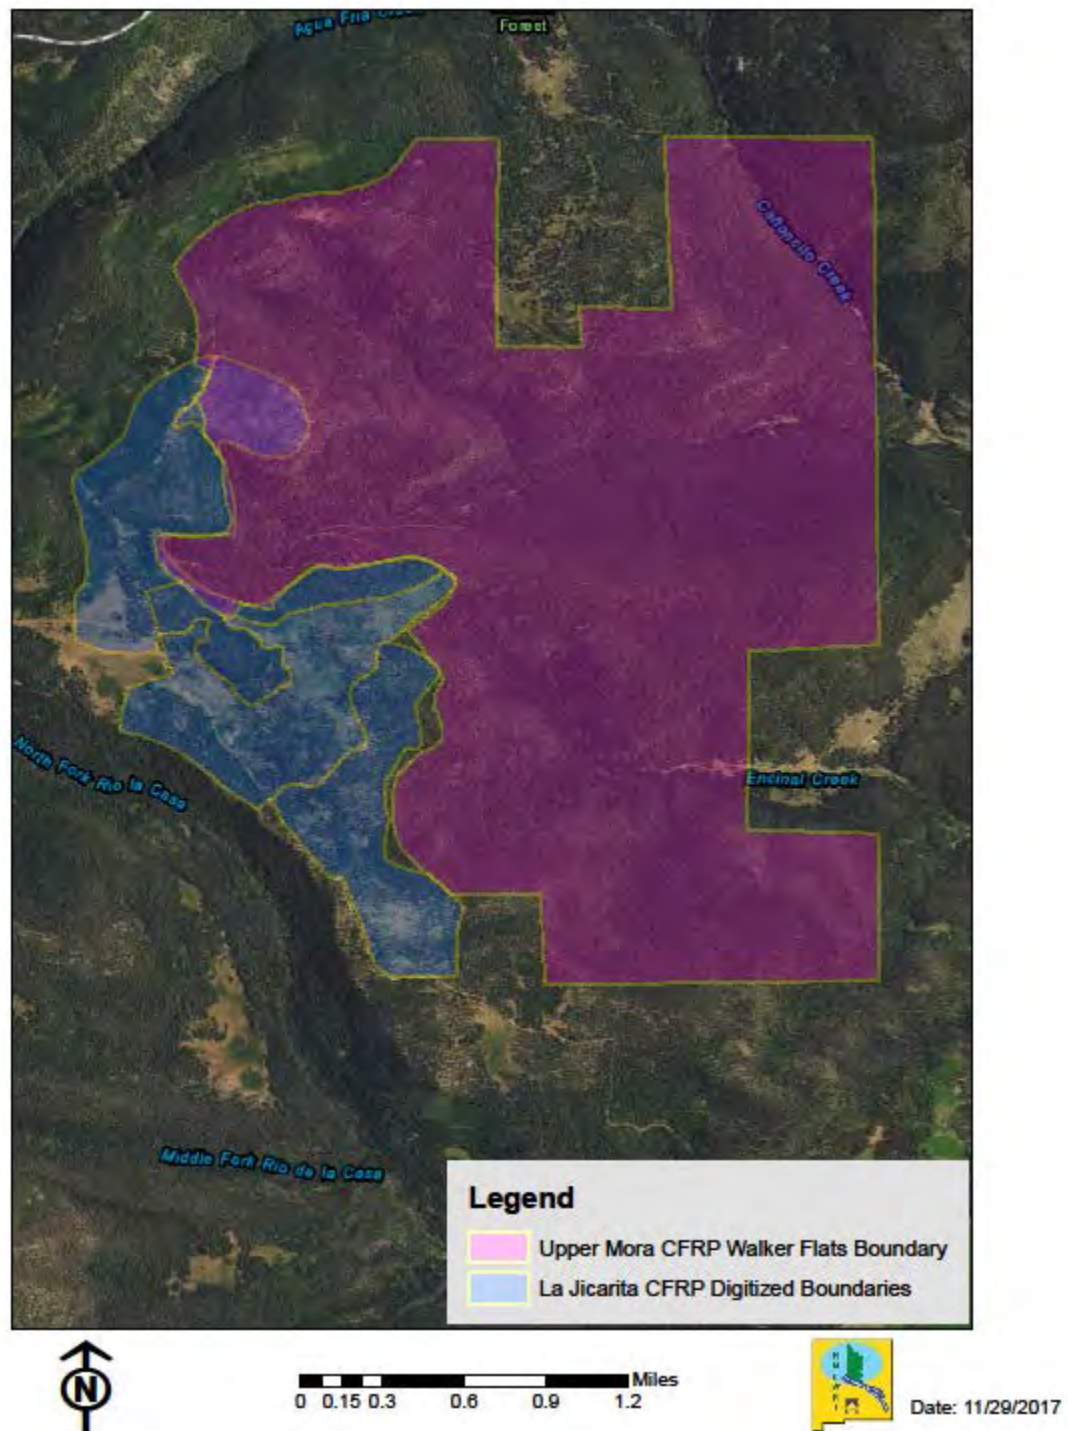 Agua Fria Creek
Forest
Cañoncito Creek
North Fork Rio la Casa
Encinal Creek
Middle Fork Rio de la Casa
Legend
Upper Mora CFRP Walker Flats Boundary
La Jicarita CFRP Digitized Boundaries
N
Miles
0 0.15 0.3 0.6 0.9 1.2
Date: 11/29/2017